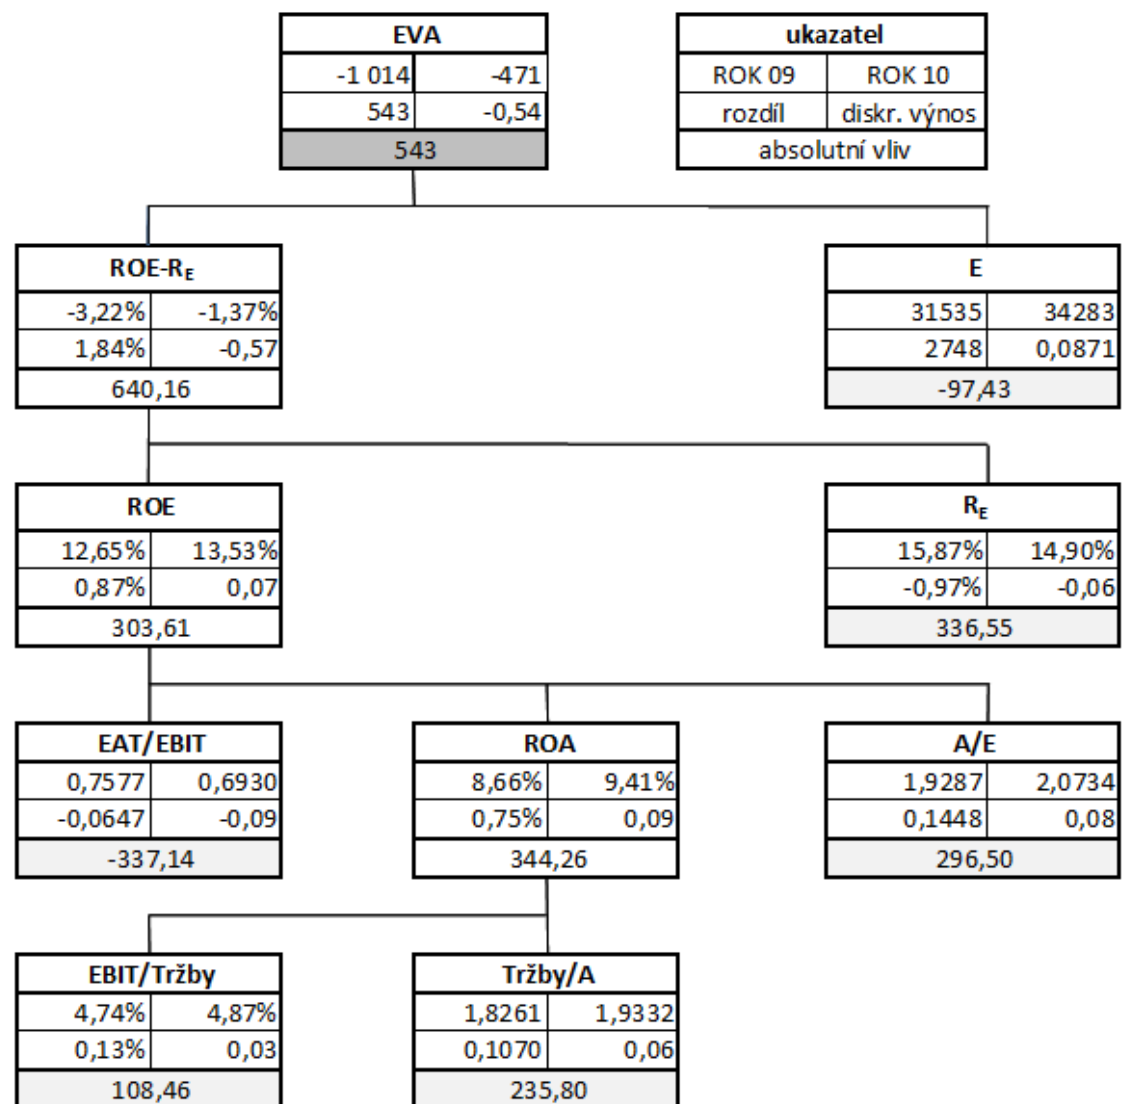 EVA
-1 014 -471
543 -0,54
543
ukazatel
ROK 09 ROK 10
rozdíl diskr. výnos
absolutní vliv
ROE-RE
-3,22% -1,37%
1,84% -0,57
640,16
E
31535 34283
2748 0,0871
-97,43
ROE
12,65% 13,53%
0,87% 0,07
303,61
RE
15,87% 14,90%
-0,97% -0,06
336,55
EAT/EBIT
0,7577 0,6930
-0,0647 -0,09
-337,14
ROA
8,66% 9,41%
0,75% 0,09
344,26
A/E
1,9287 2,0734
0,1448 0,08
296,50
EBIT/Tržby
4,74% 4,87%
0,13% 0,03
108,46
Tržby/A
1,8261 1,9332
0,1070 0,06
235,80